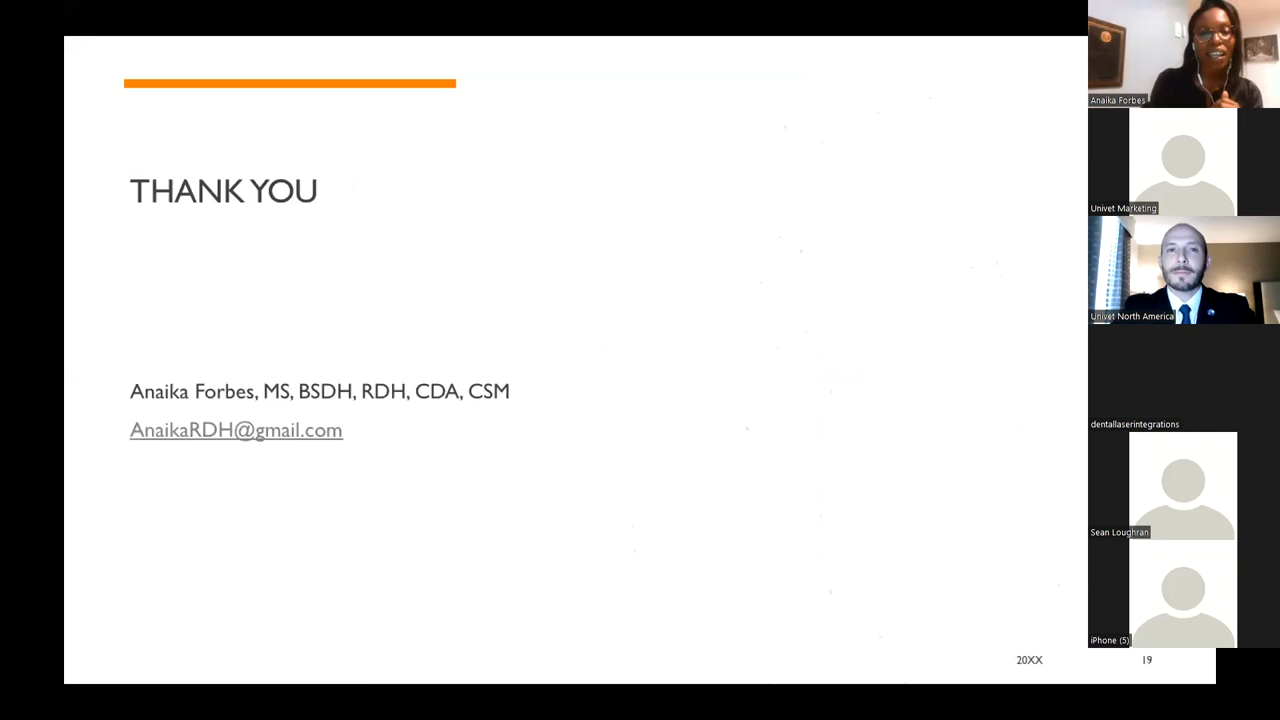 THANK YOU
Anaika Forbes, MS, BSDH, RDH, CDA, CSM
AnaikaRDH@gmail.com
20XX
19
Anaika Forbes
Univet Marketing
Univet North America
dentallaserintegrations
Sean Loughran
iPhone (5)